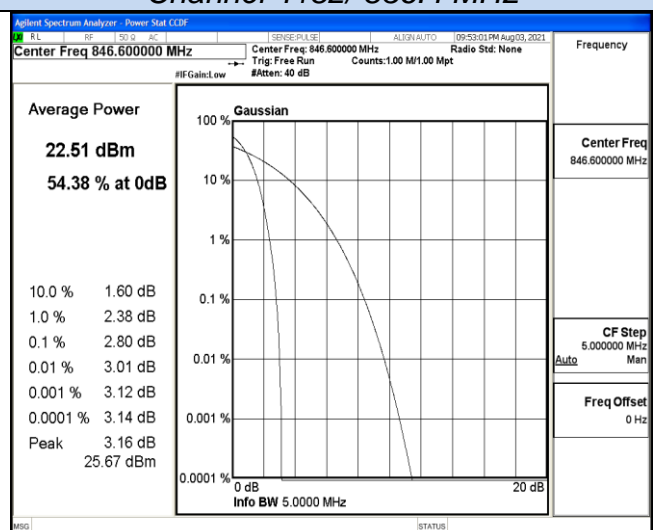 Agilent Spectrum Analyzer - Power Stat CCDF
RL RF 50 Ω AC SENSE:PULSE ALIGN AUTO 09:53:01 PM Aug 03, 2021
Center Freq 846.600000 MHz
Center Freq: 846.600000 MHz Radio Std: None
Trig: Free Run Counts:1.00 M/1.00 Mpt
#IFGain:Low #Atten: 40 dB
Frequency
Average Power
22.51 dBm
54.38 % at 0dB
10.0 % 1.60 dB
1.0 % 2.38 dB
0.1 % 2.80 dB
0.01 % 3.01 dB
0.001 % 3.12 dB
0.0001 % 3.14 dB
Peak 3.16 dB
25.67 dBm
Gaussian
100 %
10 %
1 %
0.1 %
0.01 %
0.001 %
0.0001 %
0 dB 20 dB
Info BW 5.0000 MHz
Center Freq
846.600000 MHz
CF Step
5.000000 MHz
Auto Man
Freq Offset
0 Hz
MSG STATUS